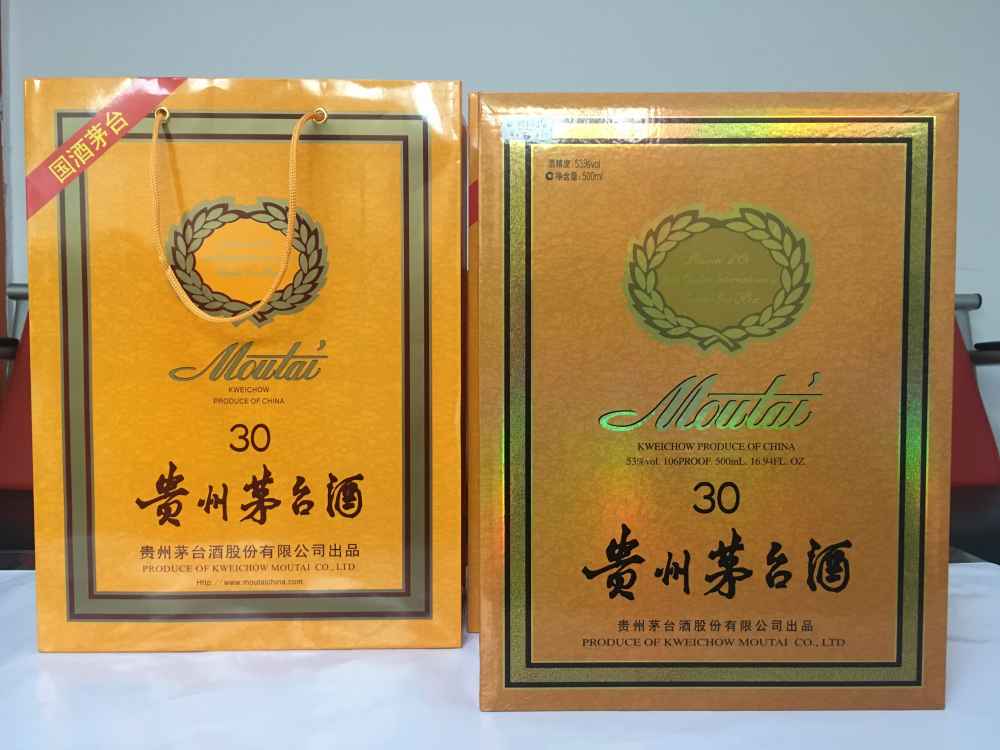 国酒茅台
Moutai
KWEICHOW
PRODUCE OF CHINA
30
贵州茅台酒
贵州茅台酒股份有限公司出品
PRODUCE OF KWEICHOW MOUTAI CO., LTD
Http://www.moutaichina.com
酒精度:53%vol
净含量:500ml
Moutai
KWEICHOW PRODUCE OF CHINA
53%vol. 106PROOF. 500mL. 16.94FL. OZ.
30
贵州茅台酒
贵州茅台酒股份有限公司出品
PRODUCE OF KWEICHOW MOUTAI CO., LTD